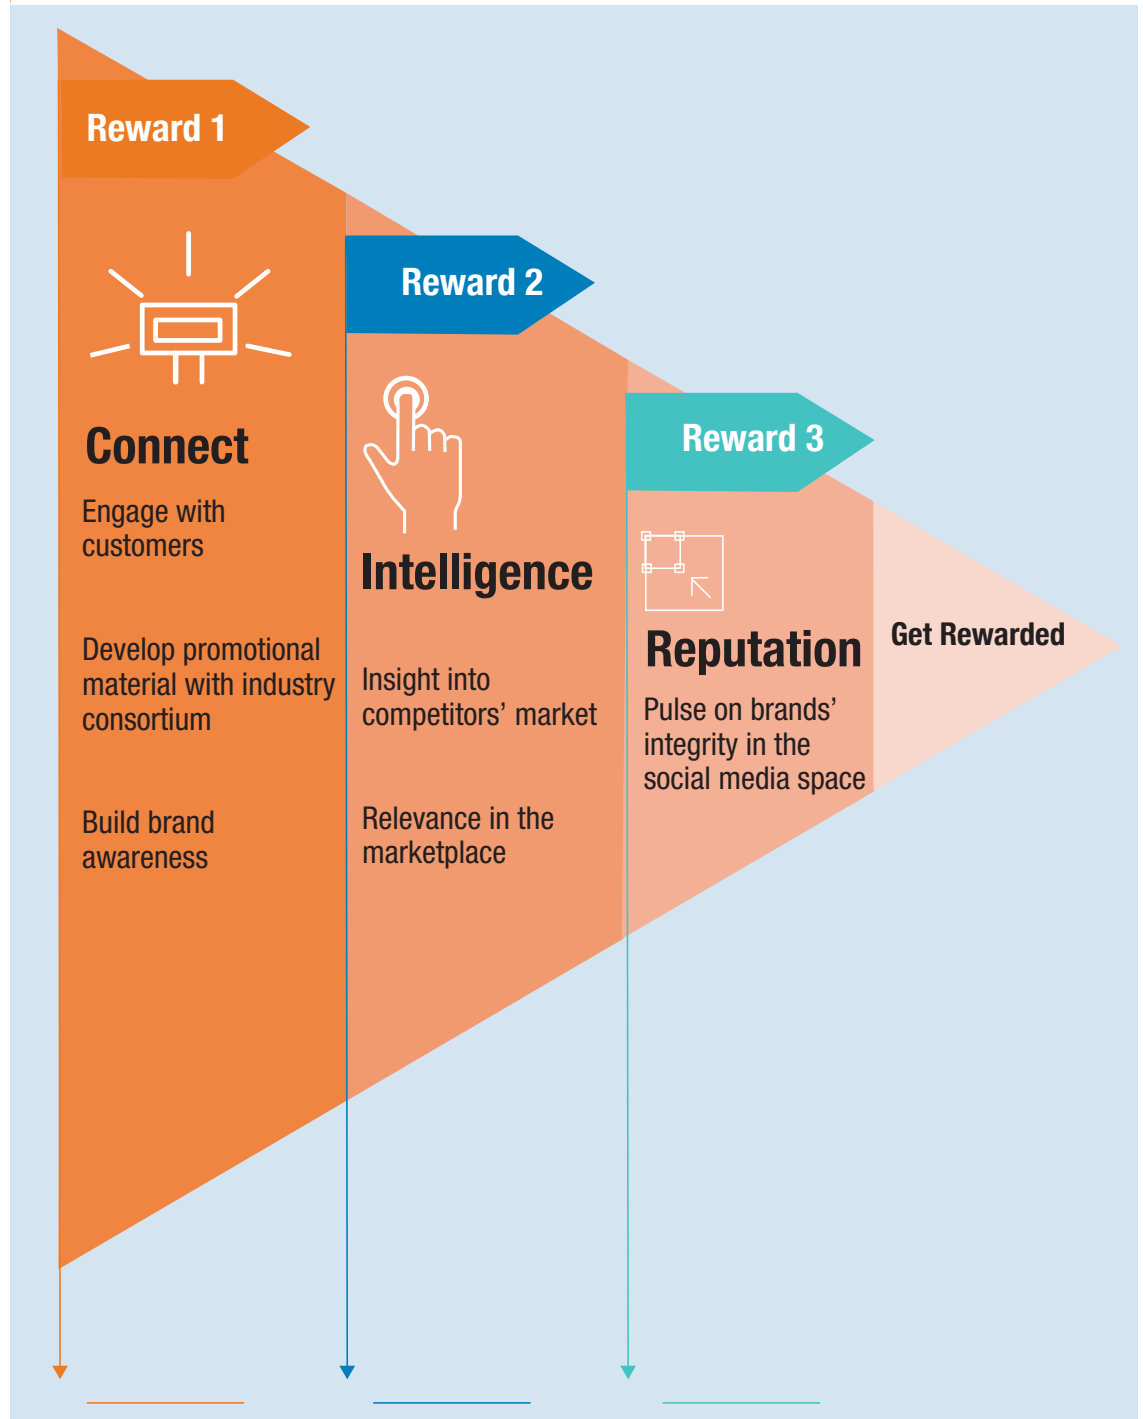 Reward 1
Connect
Engage with
customers
Develop promotional
material with industry
consortium
Build brand
awareness
Reward 2
Intelligence
Insight into
competitors’ market
Relevance in the
marketplace
Reward 3
Reputation
Pulse on brands’
integrity in the
social media space
Get Rewarded